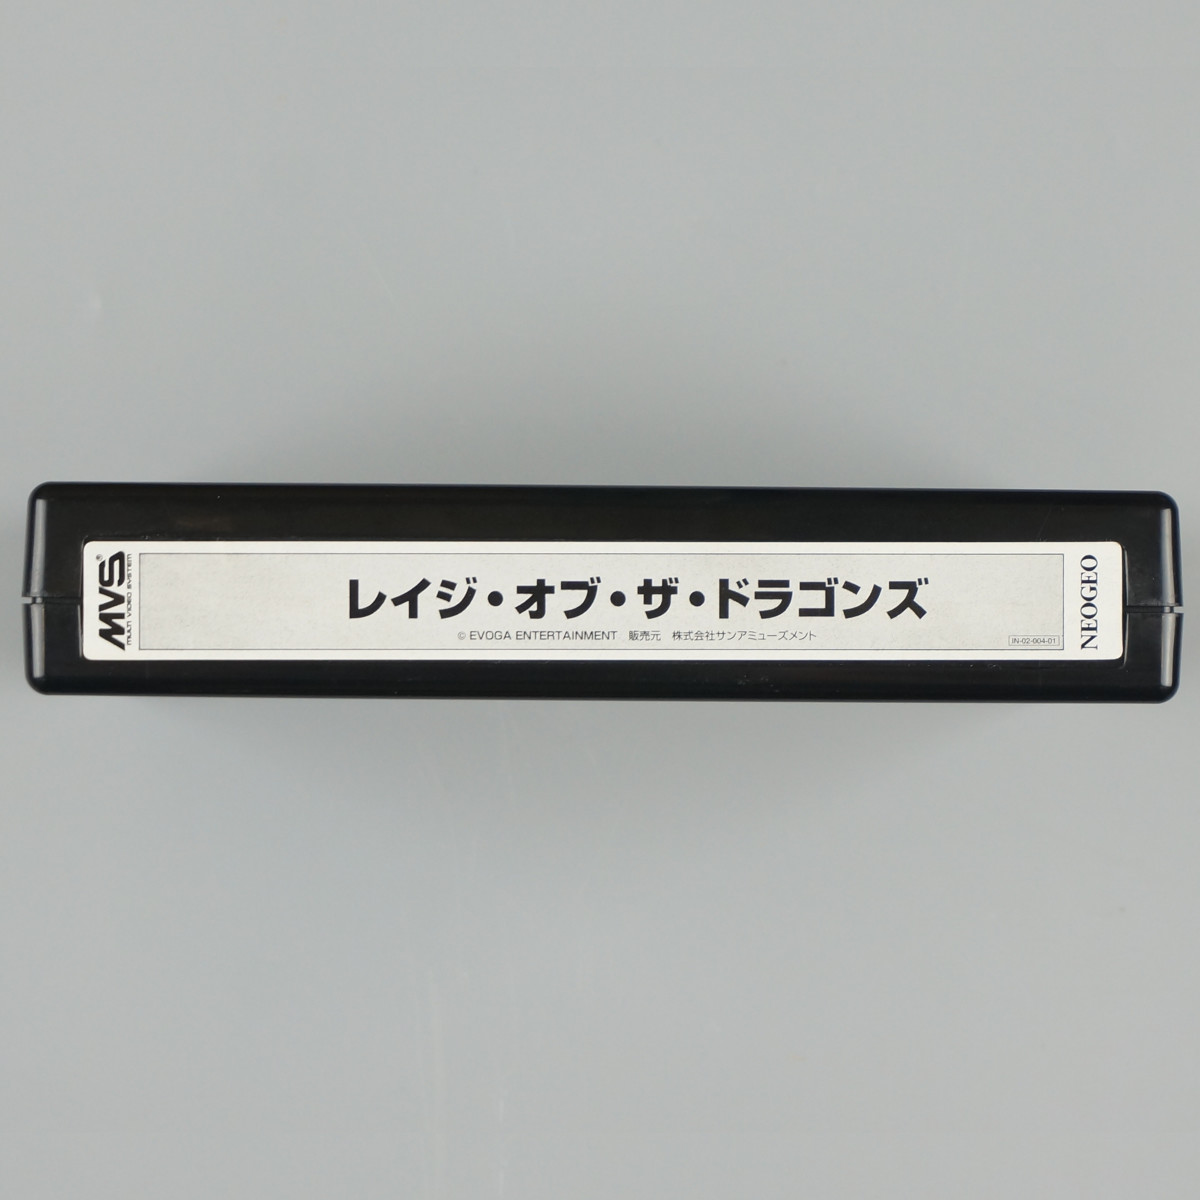 MVS®
MULTI VIDEO SYSTEM
レイジ・オブ・ザ・ドラゴンズ
© EVOGA ENTERTAINMENT 販売元 株式会社サンアミューズメント
IN-02-004-01
NEOGEO